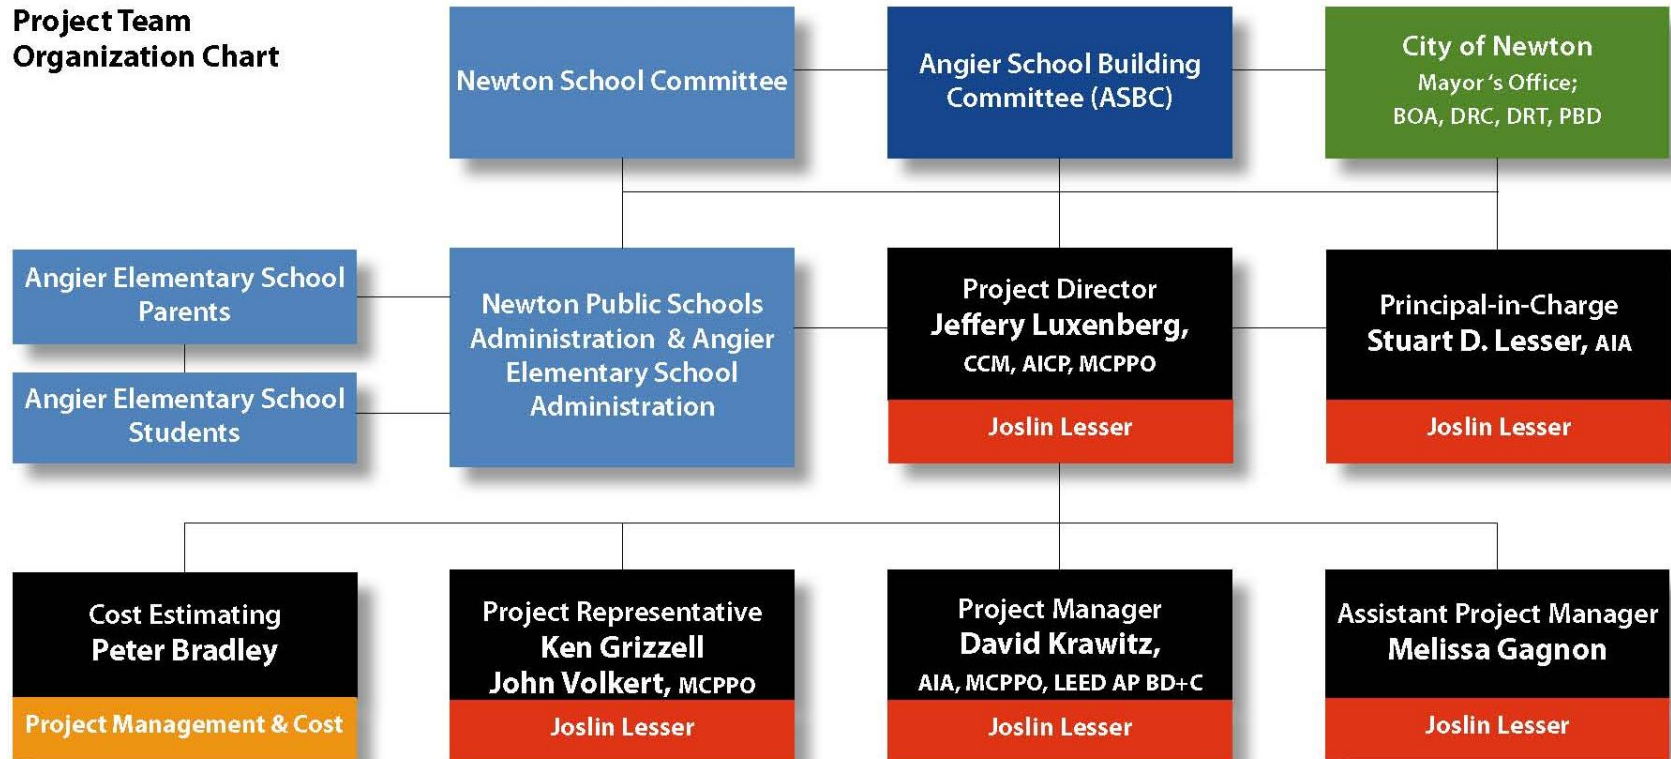 Project Team
Organization Chart
Newton School Committee
Angier School Building
Committee (ASBC)
City of Newton
Mayor ‘s Office;
BOA, DRC, DRT, PBD
Angier Elementary School
Parents
Angier Elementary School
Students
Newton Public Schools
Administration & Angier
Elementary School
Administration
Project Director
Jeffery Luxenberg,
CCM, AICP, MCPPO
Joslin Lesser
Principal-in-Charge
Stuart D. Lesser, AIA
Joslin Lesser
Cost Estimating
Peter Bradley
Project Management & Cost
Project Representative
Ken Grizzell
John Volkert, MCPPO
Joslin Lesser
Project Manager
David Krawitz,
AIA, MCPPO, LEED AP BD+C
Joslin Lesser
Assistant Project Manager
Melissa Gagnon
Joslin Lesser